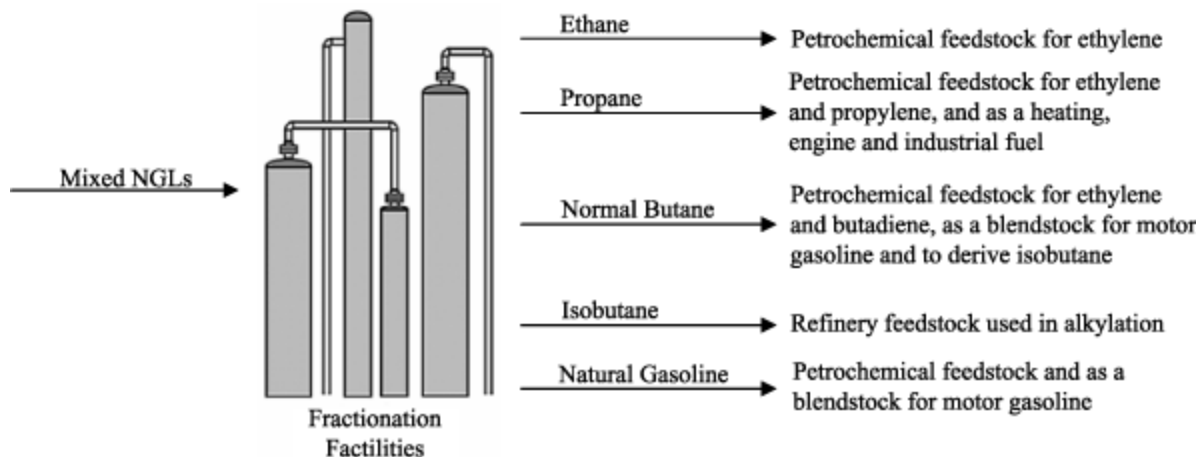 Mixed NGLs
Fractionation
Factilities
Ethane
Petrochemical feedstock for ethylene
Propane
Petrochemical feedstock for ethylene
and propylene, and as a heating,
engine and industrial fuel
Normal Butane
Petrochemical feedstock for ethylene
and butadiene, as a blendstock for motor
gasoline and to derive isobutane
Isobutane
Refinery feedstock used in alkylation
Natural Gasoline
Petrochemical feedstock and as a
blendstock for motor gasoline